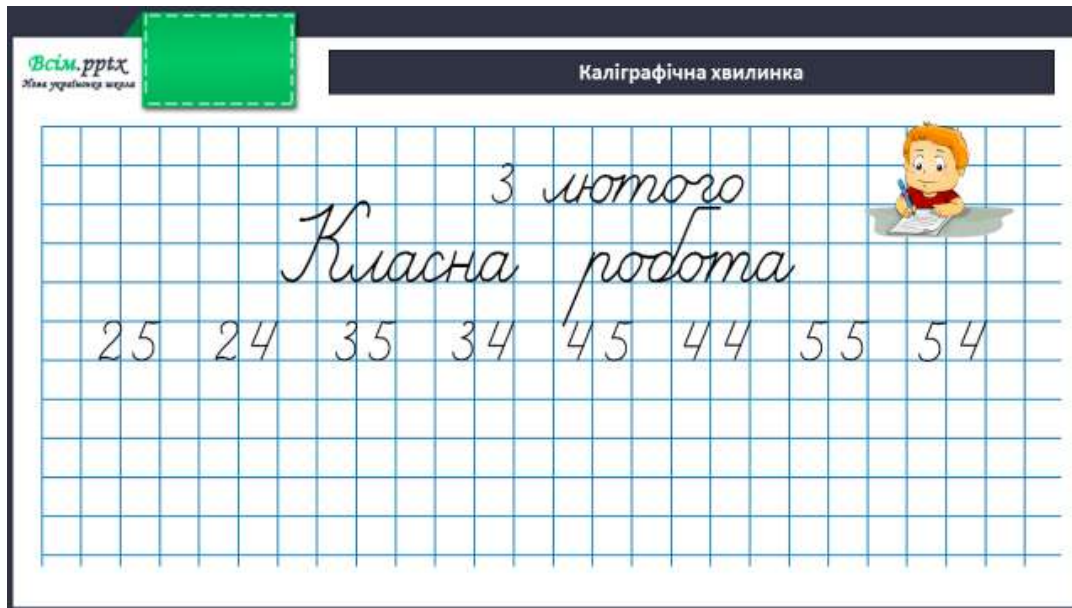 Всім.pptx
Нова українська школа
Каліграфічна хвилинка
3 лютого
Класна робота
25 24 35 34 45 44 55 54